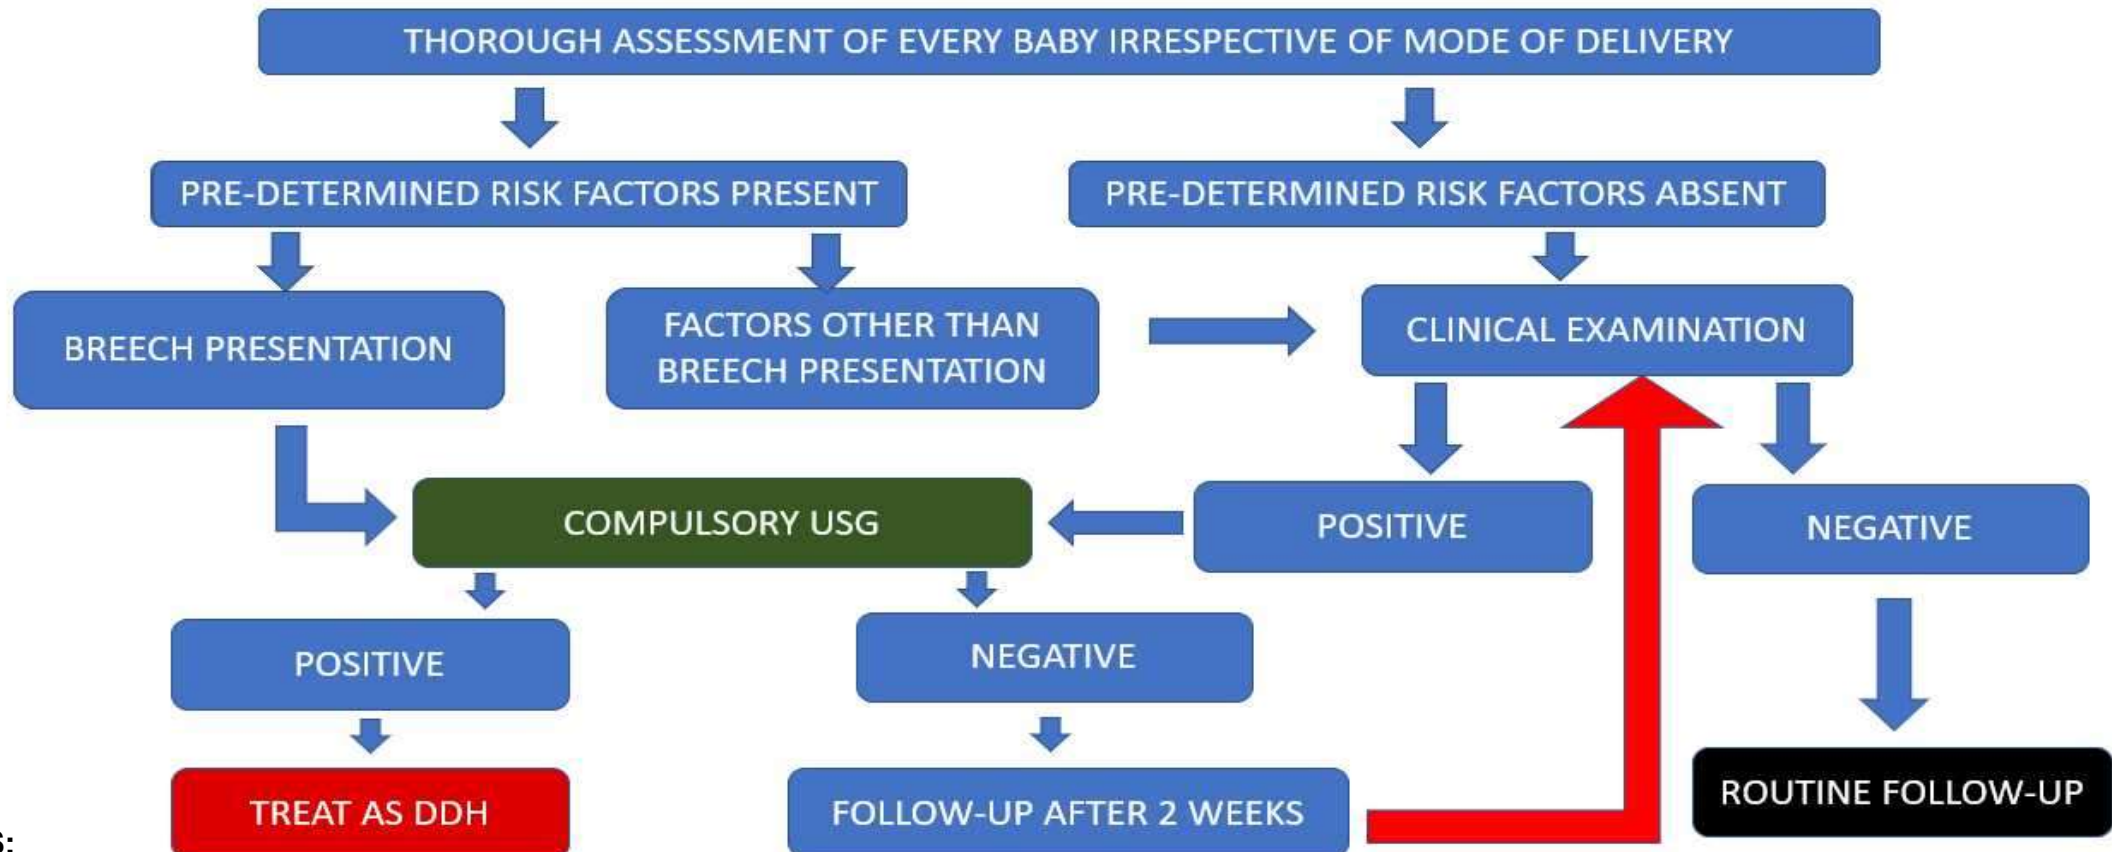 THOROUGH ASSESSMENT OF EVERY BABY IRRESPECTIVE OF MODE OF DELIVERY
PRE-DETERMINED RISK FACTORS PRESENT
PRE-DETERMINED RISK FACTORS ABSENT
BREECH PRESENTATION
FACTORS OTHER THAN
BREECH PRESENTATION
CLINICAL EXAMINATION
COMPULSORY USG
POSITIVE
NEGATIVE
POSITIVE
NEGATIVE
TREAT AS DDH
FOLLOW-UP AFTER 2 WEEKS
ROUTINE FOLLOW-UP